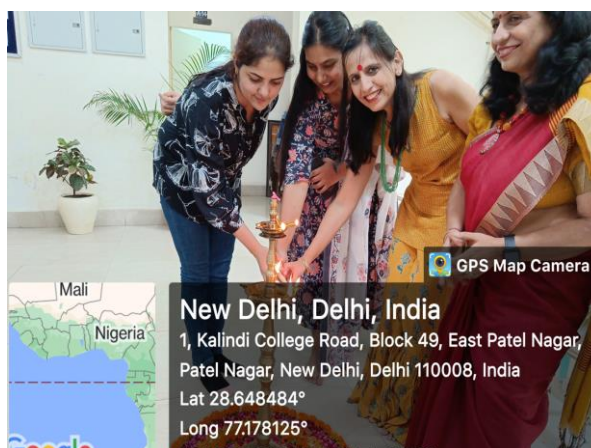 GPS Map Camera
Mali
Nigeria
Google
New Delhi, Delhi, India
1, Kalindi College Road, Block 49, East Patel Nagar,
Patel Nagar, New Delhi, Delhi 110008, India
Lat 28.648484°
Long 77.178125°